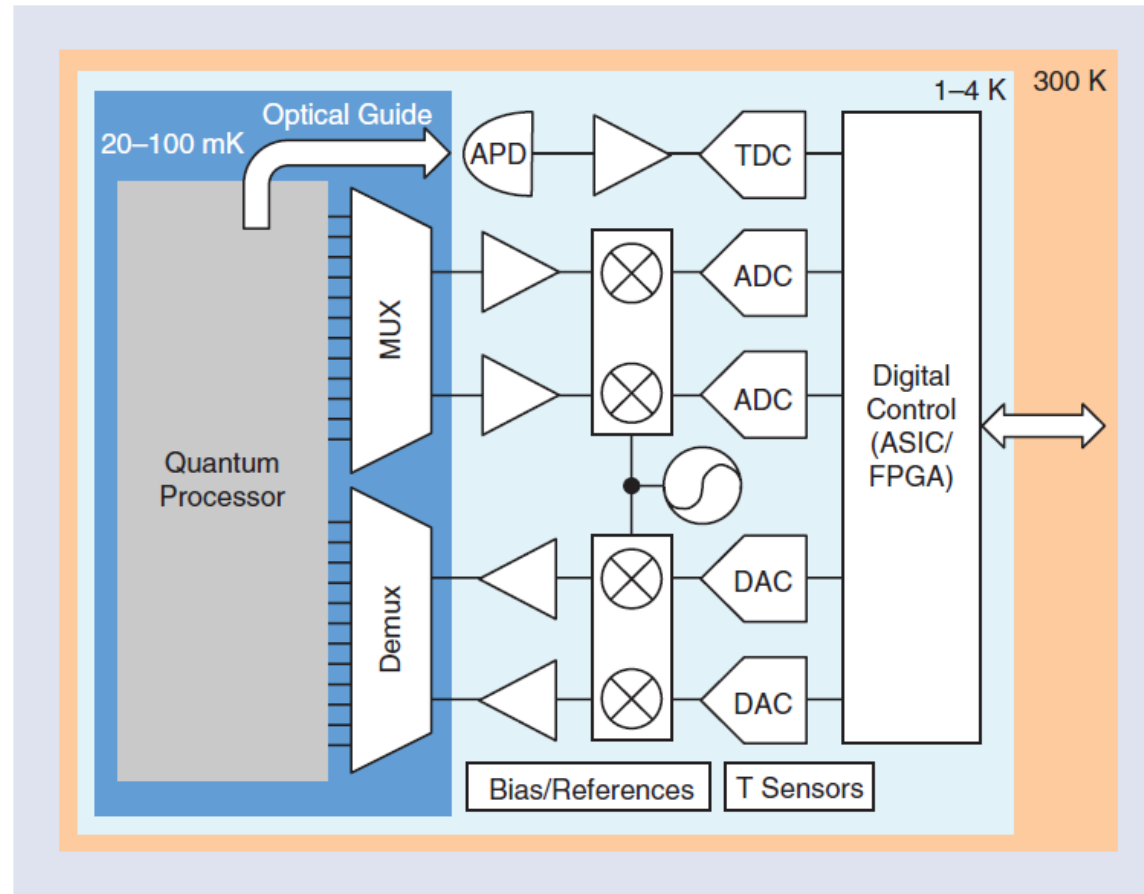 300 K
1–4 K
Optical Guide
20–100 mK
APD
TDC
MUX
ADC
ADC
Digital
Control
(ASIC/
FPGA)
Quantum
Processor
Demux
DAC
DAC
Bias/References
T Sensors